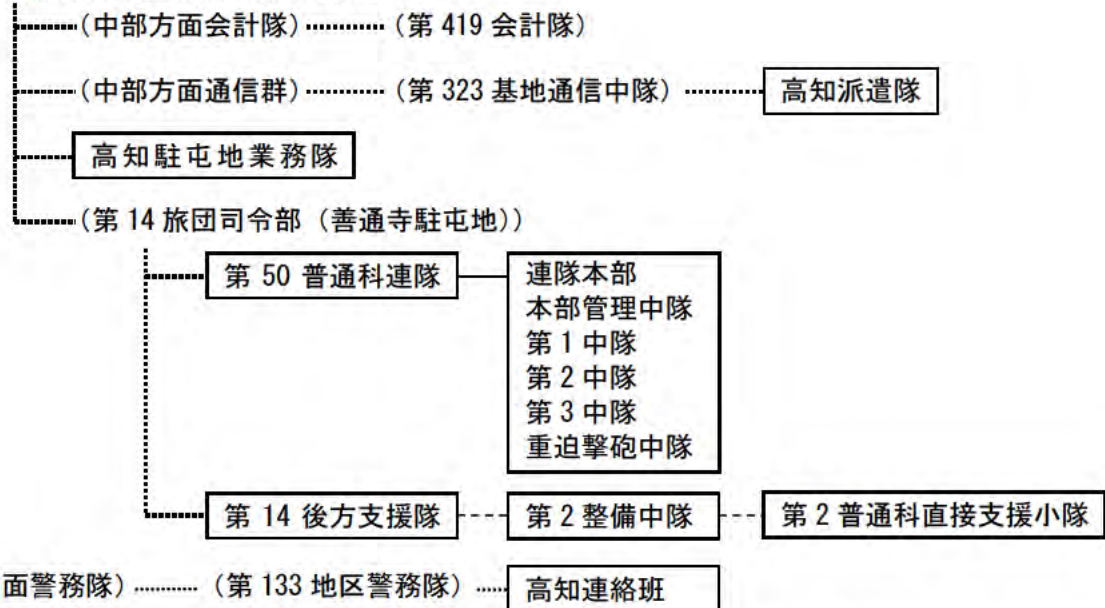 (中部方面会計隊) (第 419 会計隊)
(中部方面通信群) (第 323 基地通信中隊) 高知派遣隊
高知駐屯地業務隊
(第 14 旅団司令部 (善通寺駐屯地))
第 50 普通科連隊 連隊本部
本部管理中隊
第 1 中隊
第 2 中隊
第 3 中隊
重迫撃砲中隊
第 14 後方支援隊 第 2 整備中隊 第 2 普通科直接支援小隊
面警務隊) (第 133 地区警務隊) 高知連絡班